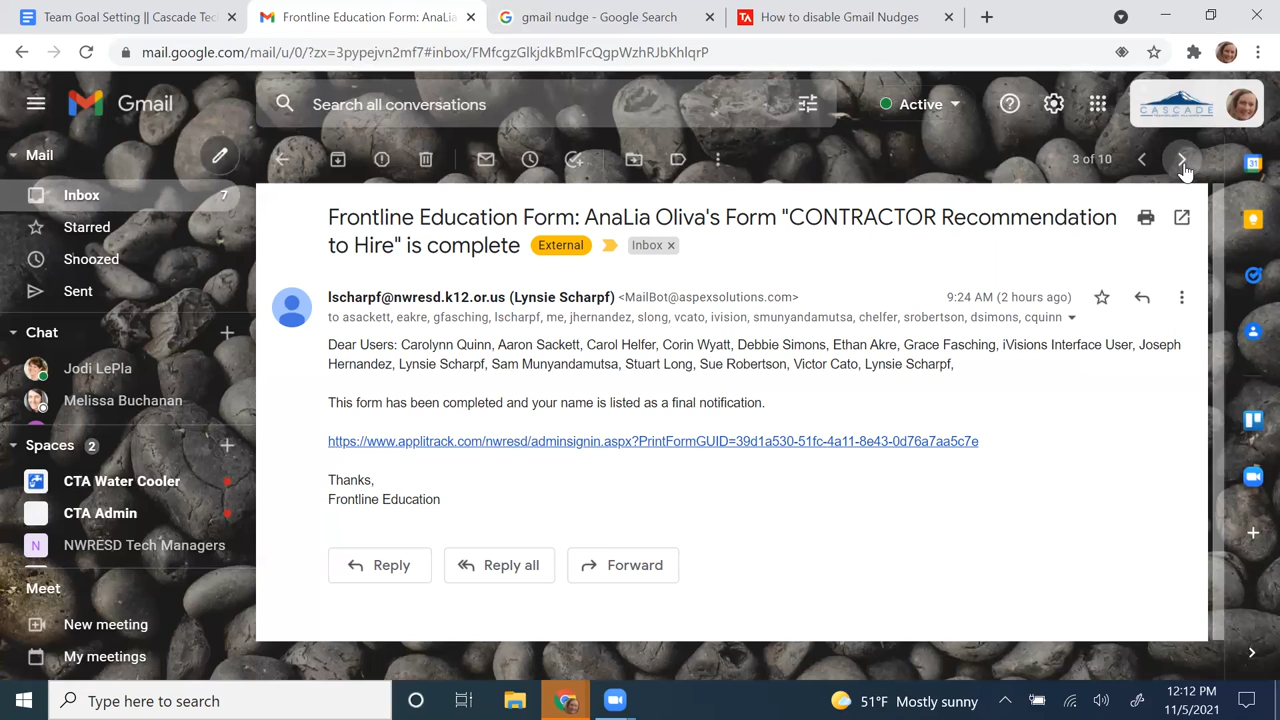 Team Goal Setting || Cascade Tec
Frontline Education Form: AnaLia
gmail nudge - Google Search
How to disable Gmail Nudges
mail.google.com/mail/u/0/?zx=3pypejvn2mf7#inbox/FMfcgzGlkjdkBmlFcQgpWzhRJbKhlqrP
Gmail
Search all conversations
Active
CASCADE
Mail
3 of 10
Inbox 7
Starred
Snoozed
Sent
Chat
Jodi LePla
Melissa Buchanan
Spaces 2
CTA Water Cooler
CTA Admin
N NWRESD Tech Managers
Meet
New meeting
My meetings
Frontline Education Form: AnaLia Oliva's Form "CONTRACTOR Recommendation
to Hire" is complete External Inbox x
lscharpf@nwresd.k12.or.us (Lynsie Scharpf) <MailBot@aspexsolutions.com> 9:24 AM (2 hours ago)
to asackett, eakre, gfasching, lscharpf, me, jhernandez, slong, vcato, ivision, smunyandamutsa, chelfer, srobertson, dsimons, cquinn
Dear Users: Carolynn Quinn, Aaron Sackett, Carol Helfer, Corin Wyatt, Debbie Simons, Ethan Akre, Grace Fasching, iVisions Interface User, Joseph
Hernandez, Lynsie Scharpf, Sam Munyandamutsa, Stuart Long, Sue Robertson, Victor Cato, Lynsie Scharpf,
This form has been completed and your name is listed as a final notification.
https://www.applitrack.com/nwresd/adminsignin.aspx?PrintFormGUID=39d1a530-51fc-4a11-8e43-0d76a7aa5c7e
Thanks,
Frontline Education
Reply
Reply all
Forward
31
Type here to search
51°F Mostly sunny
12:12 PM
11/5/2021